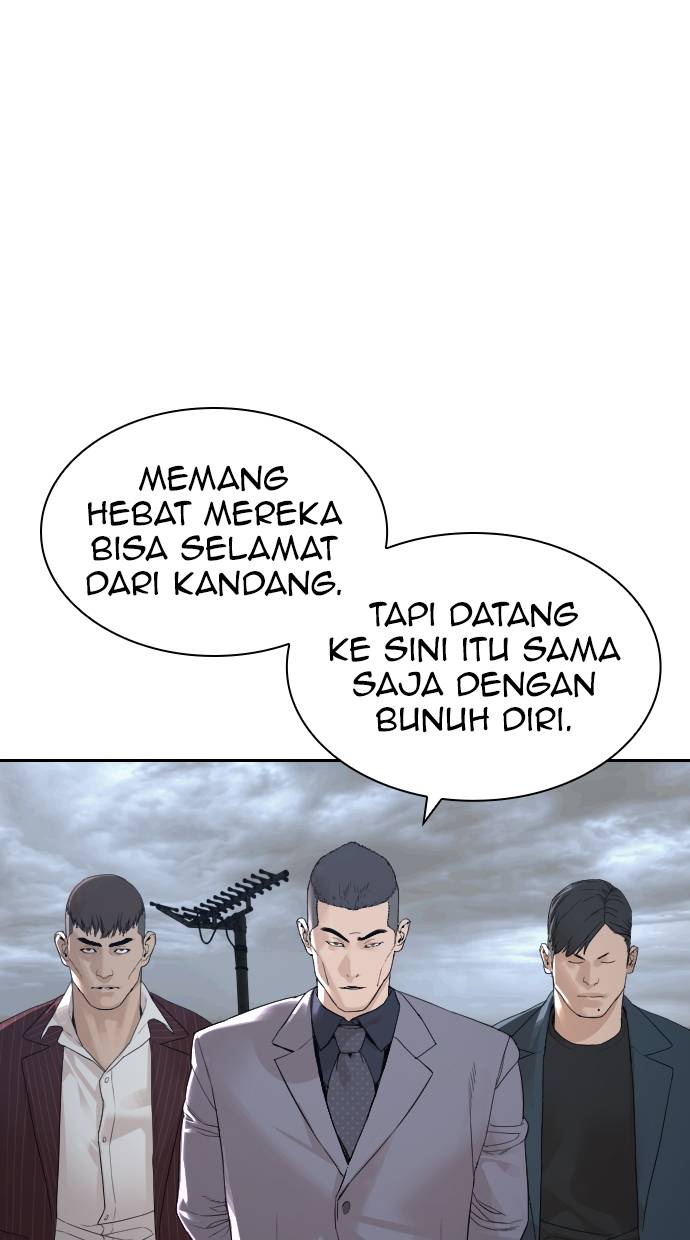 MEMANG
HEBAT MEREKA
BISA SELAMAT
DARI KANDANG.
TAPI DATANG
KE SINI ITU SAMA
SAJA DENGAN
BUNUH DIRI.